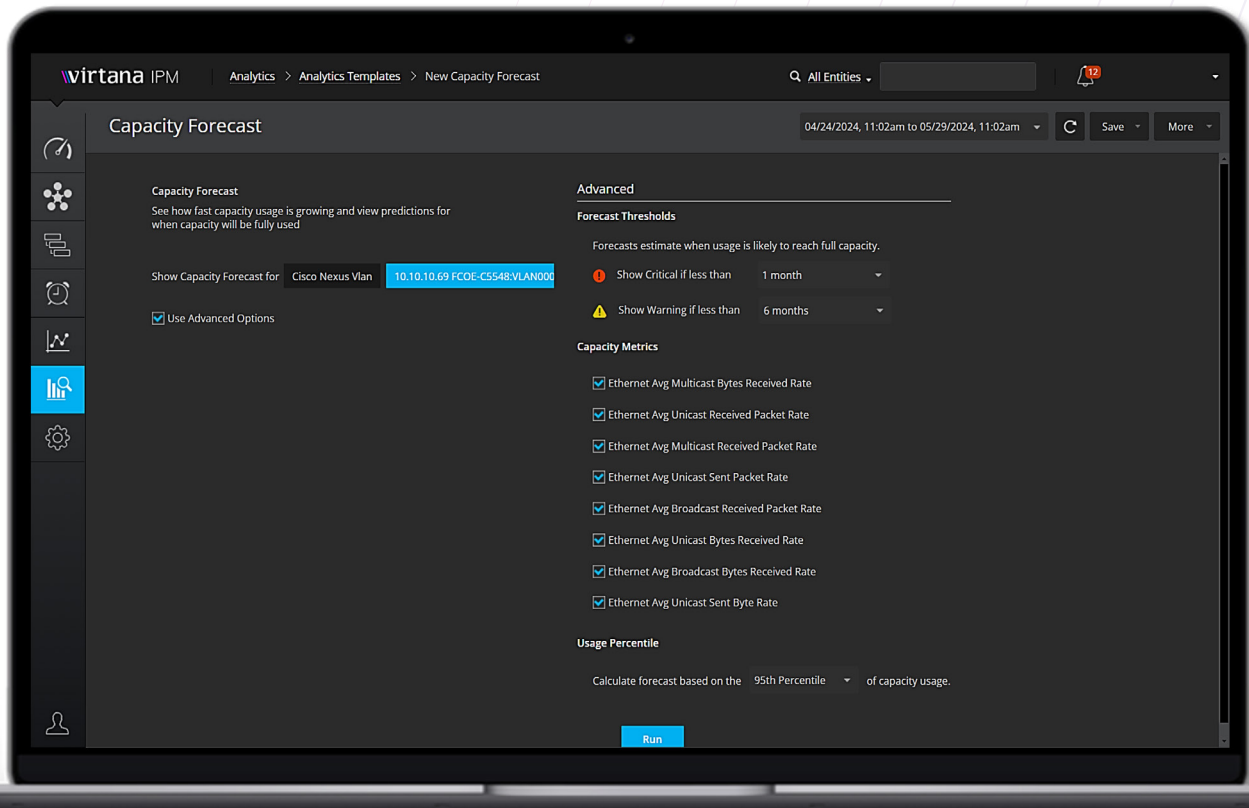 virtana IPM
Analytics > Analytics Templates > New Capacity Forecast
All Entities
12
Capacity Forecast
04/24/2024, 11:02am to 05/29/2024, 11:02am
Save
More
Capacity Forecast
See how fast capacity usage is growing and view predictions for
when capacity will be fully used
Show Capacity Forecast for
Cisco Nexus Vlan
10.10.10.69 FCOE-C5548:VLAN000
Use Advanced Options
Advanced
Forecast Thresholds
Forecasts estimate when usage is likely to reach full capacity.
Show Critical if less than
1 month
Show Warning if less than
6 months
Capacity Metrics
Ethernet Avg Multicast Bytes Received Rate
Ethernet Avg Unicast Received Packet Rate
Ethernet Avg Multicast Received Packet Rate
Ethernet Avg Unicast Sent Packet Rate
Ethernet Avg Broadcast Received Packet Rate
Ethernet Avg Unicast Bytes Received Rate
Ethernet Avg Broadcast Bytes Received Rate
Ethernet Avg Unicast Sent Byte Rate
Usage Percentile
Calculate forecast based on the 95th Percentile of capacity usage.
Run